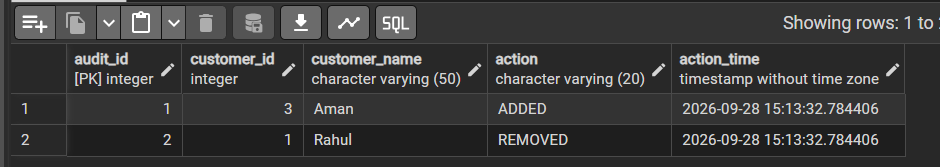 SQL
Showing rows: 1 to
audit_id customer_id customer_name action action_time
[PK] integer integer character varying (50) character varying (20) timestamp without time zone
1 1 3 Aman ADDED 2026-09-28 15:13:32.784406
2 2 1 Rahul REMOVED 2026-09-28 15:13:32.784406